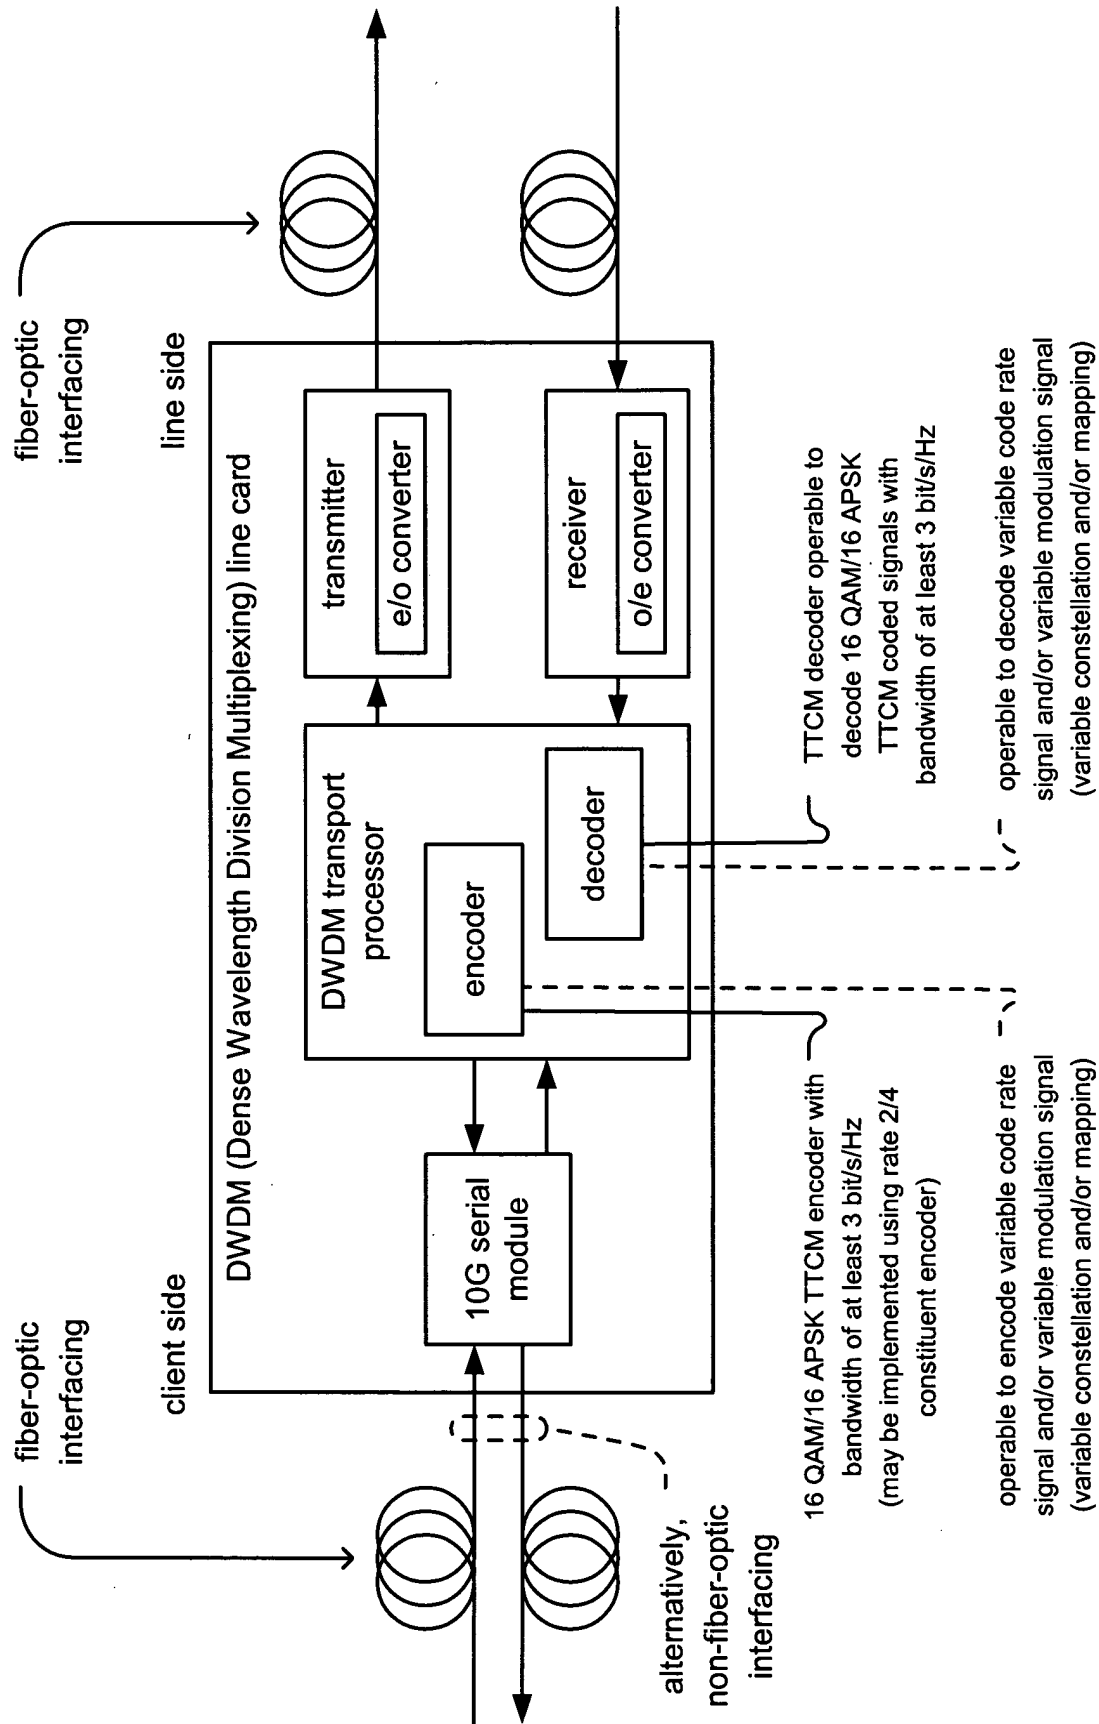 fiber-optic
interfacing
fiber-optic
interfacing
client side
line side
DWDM (Dense Wavelength Division Multiplexing) line card
10G serial
module
DWDM transport
processor
encoder
decoder
transmitter
e/o converter
receiver
o/e converter
alternatively,
non-fiber-optic
interfacing
16 QAM/16 APSK TTCM encoder with
bandwidth of at least 3 bit/s/Hz
(may be implemented using rate 2/4
constituent encoder)
TTCM decoder operable to
decode 16 QAM/16 APSK
TTCM coded signals with
bandwidth of at least 3 bit/s/Hz
operable to encode variable code rate
signal and/or variable modulation signal
(variable constellation and/or mapping)
operable to decode variable code rate
signal and/or variable modulation signal
(variable constellation and/or mapping)